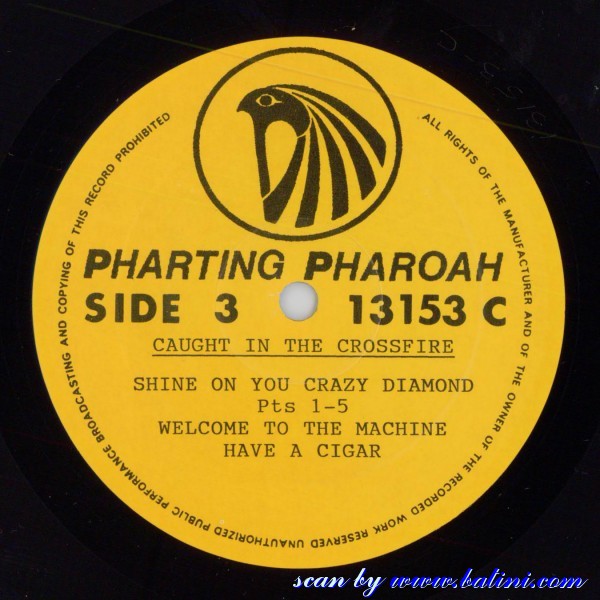 ALL RIGHTS OF THE MANUFACTURER AND OF THE OWNER OF THE RECORDED WORK RESERVED UNAUTHORIZED PUBLIC PERFORMANCE BROADCASTING AND COPYING OF THIS RECORD PROHIBITED
PHARTING PHAROAH
SIDE 3 13153 C
CAUGHT IN THE CROSSFIRE
SHINE ON YOU CRAZY DIAMOND
Pts 1-5
WELCOME TO THE MACHINE
HAVE A CIGAR
scan by www.batini.com